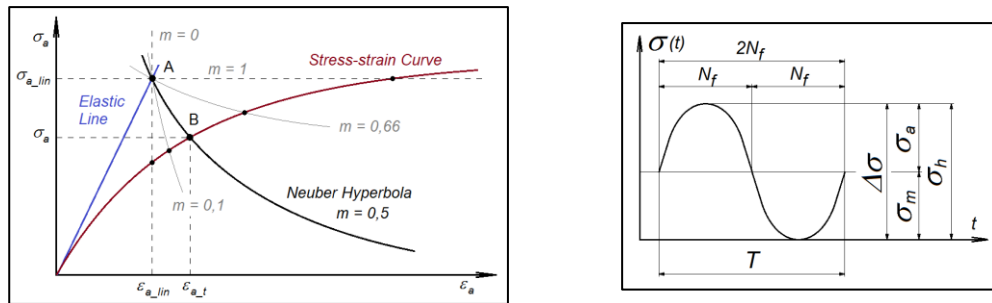 σa
m = 0
A
Stress-strain Curve
σa_lin
m = 1
Elastic
Line
B
σa
m = 0,66
Neuber Hyperbola
m = 0,1
m = 0,5
εa_lin
εa_t
εa
σ(t)
2Nf
Nf
Nf
Δσ
σa
σm
σh
t
T